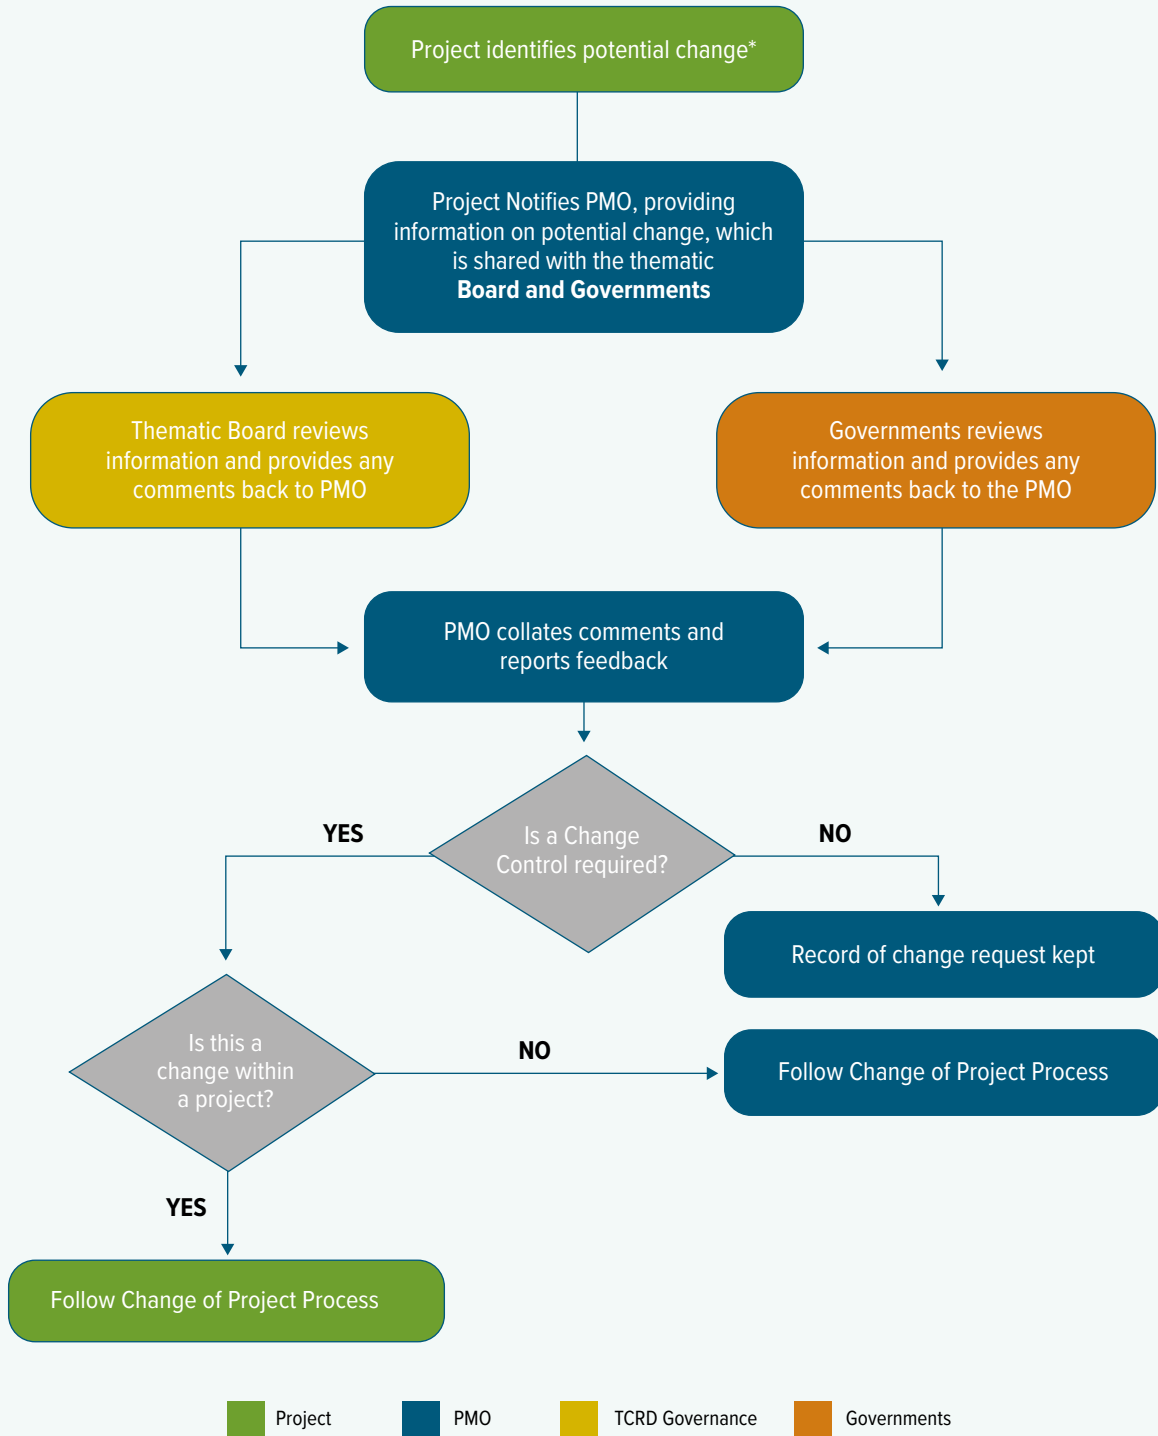 Project identifies potential change*
Project Notifies PMO, providing
information on potential change, which
is shared with the thematic
Board and Governments
Thematic Board reviews
information and provides any
comments back to PMO
Governments reviews
information and provides any
comments back to the PMO
PMO collates comments and
reports feedback
Is a Change
Control required?
YES
NO
Record of change request kept
Is this a
change within
a project?
NO
Follow Change of Project Process
YES
Follow Change of Project Process
Project
PMO
TCRD Governance
Governments